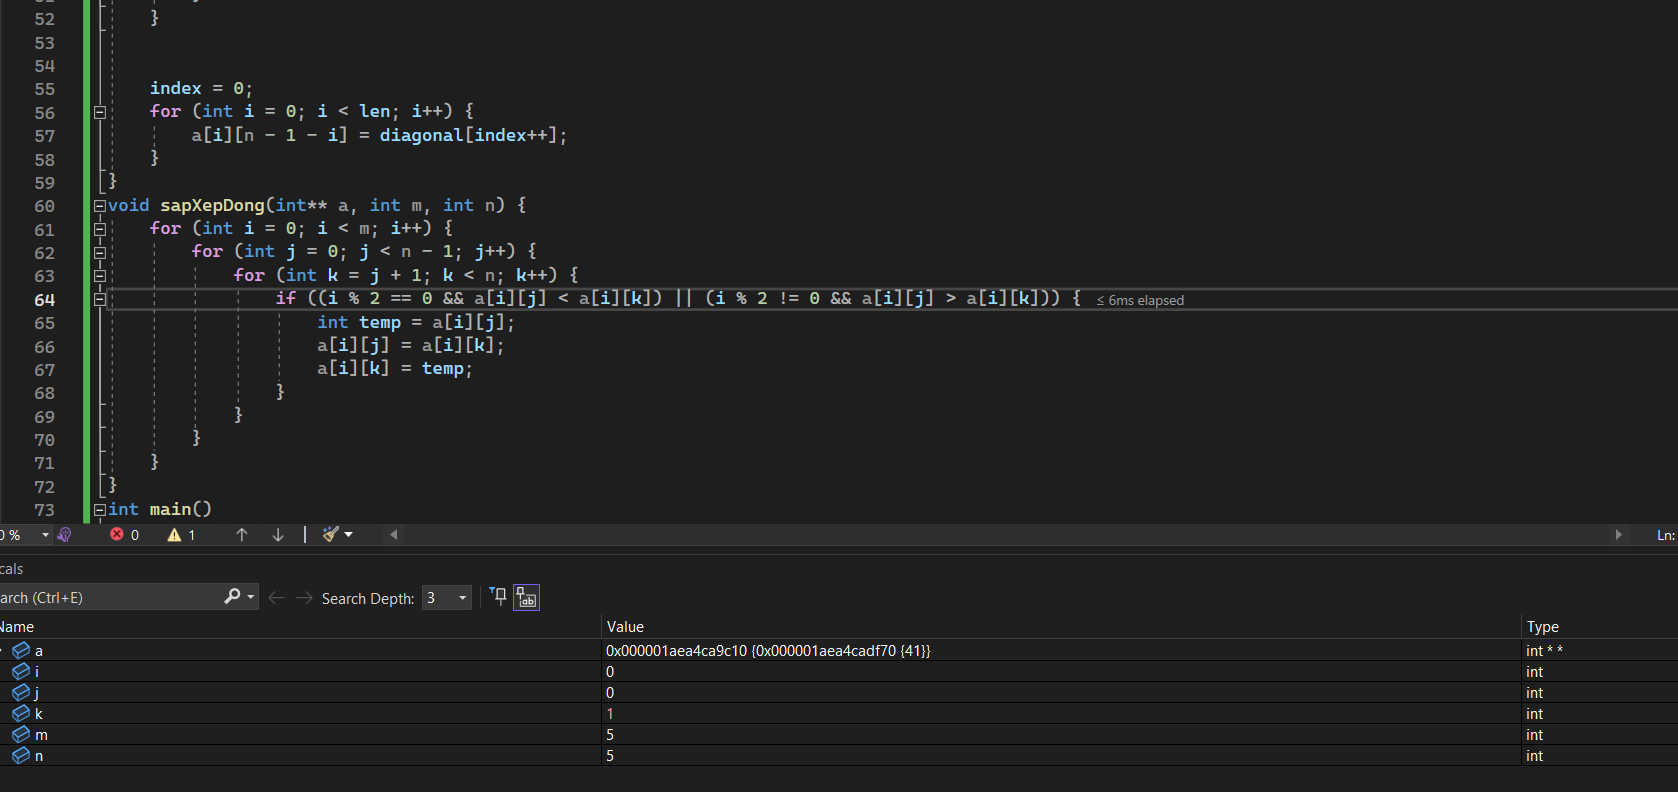 52 }
53
54
55 index = 0;
56 for (int i = 0; i < len; i++) {
57 a[i][n - 1 - i] = diagonal[index++];
58 }
59 }
60 void sapXepDong(int** a, int m, int n) {
61 for (int i = 0; i < m; i++) {
62 for (int j = 0; j < n - 1; j++) {
63 for (int k = j + 1; k < n; k++) {
64 if ((i % 2 == 0 && a[i][j] < a[i][k]) || (i % 2 != 0 && a[i][j] > a[i][k])) { ≤ 6ms elapsed
65 int temp = a[i][j];
66 a[i][j] = a[i][k];
67 a[i][k] = temp;
68 }
69 }
70 }
71 }
72 }
73 int main()
0 % 0 1 Ln:
cals
arch (Ctrl+E) Search Depth: 3
Name Value Type
a 0x000001aea4ca9c10 {0x000001aea4cadf70 {41}} int * *
i 0 int
j 0 int
k 1 int
m 5 int
n 5 int